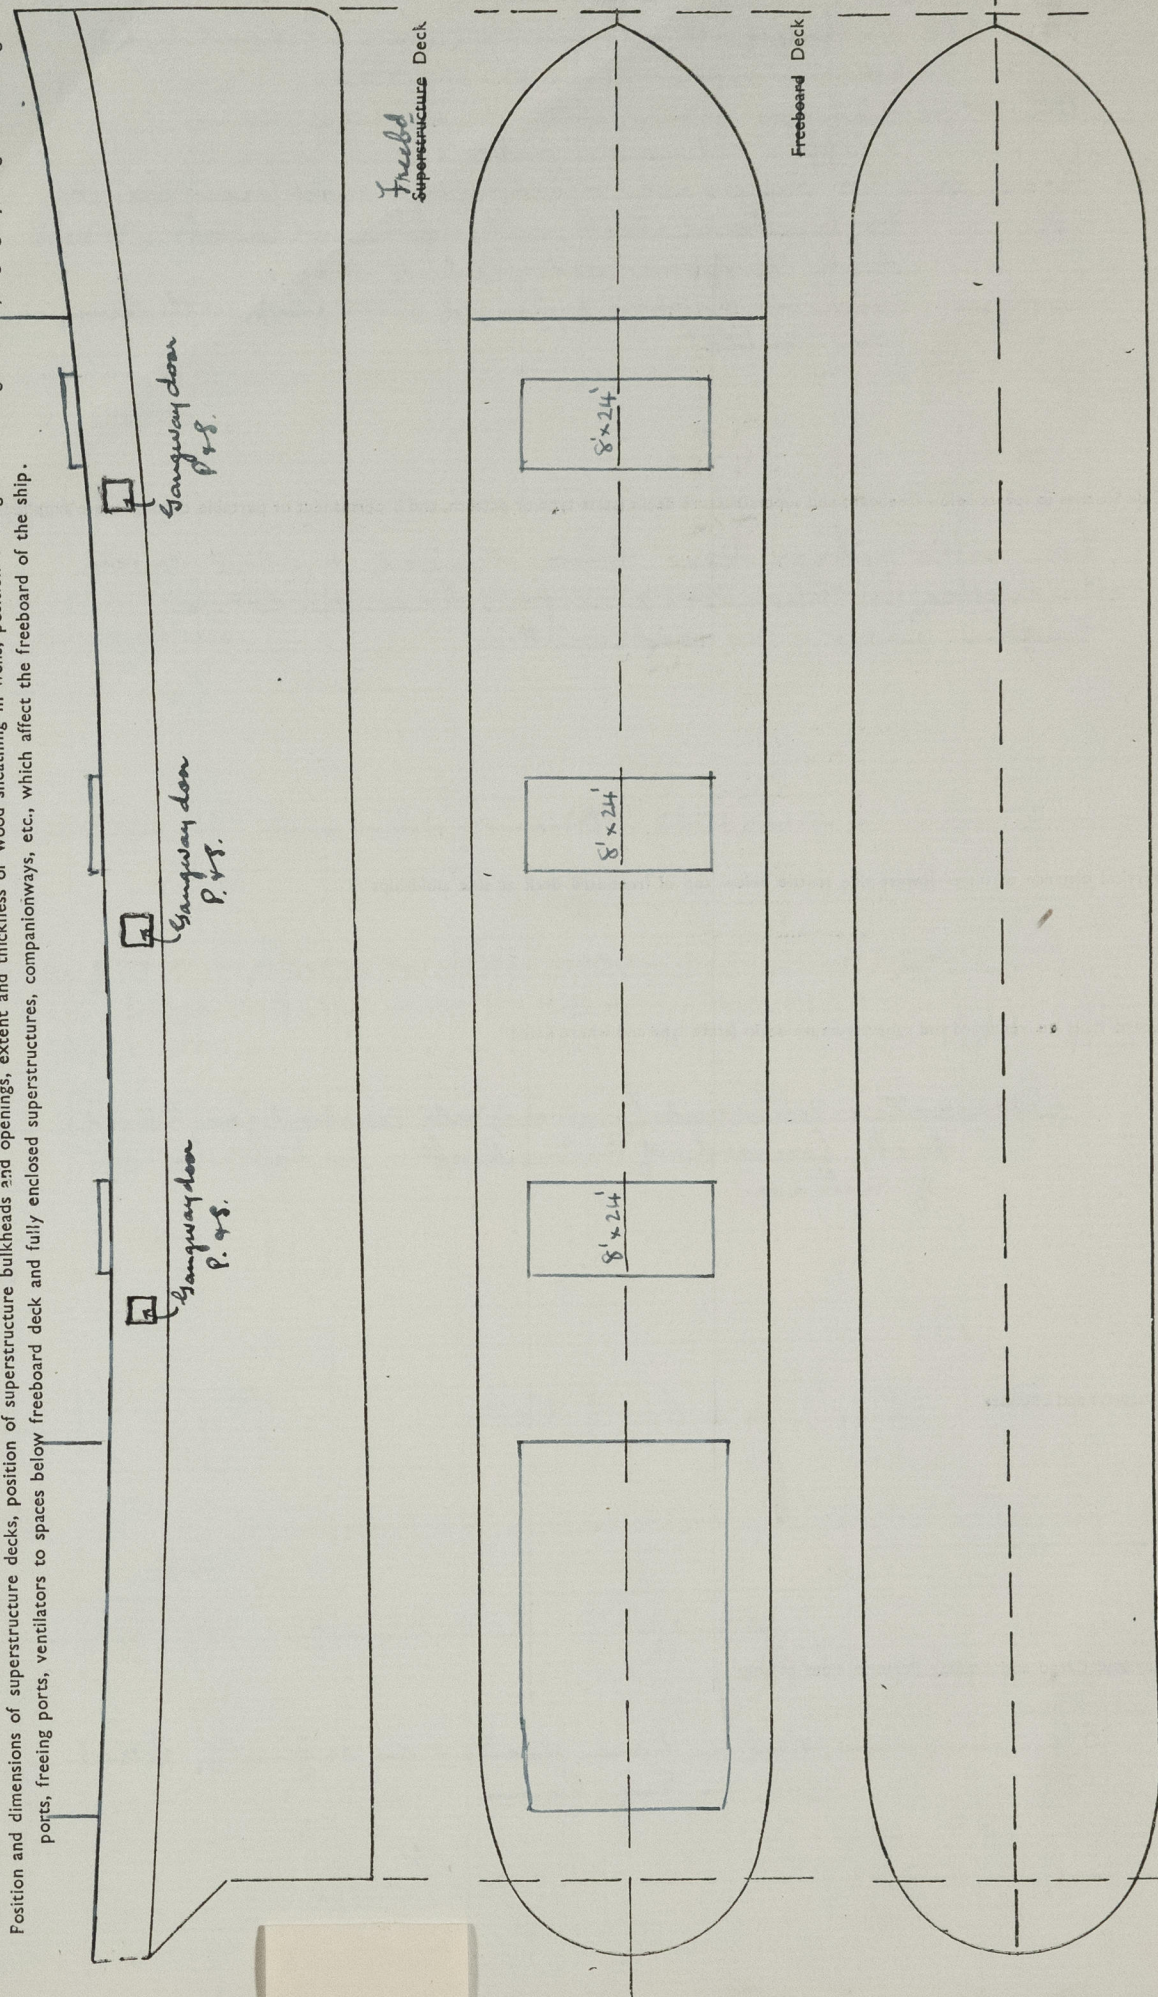 Position and dimensions of superstructure decks, position of superstructure bulkheads and openings, extent and thickness of wood sheathing in
ports, freeing ports, ventilators to spaces below freeboard deck and fully enclosed superstructures, companionways, etc., which affect the freeboard of the ship.
Gangway door
P. & S.
Gangway door
P. & S.
Gangway door
P & S.
Freebd
Superstructure Deck
8' x 24'
8' x 24'
8' x 24'
Freeboard Deck